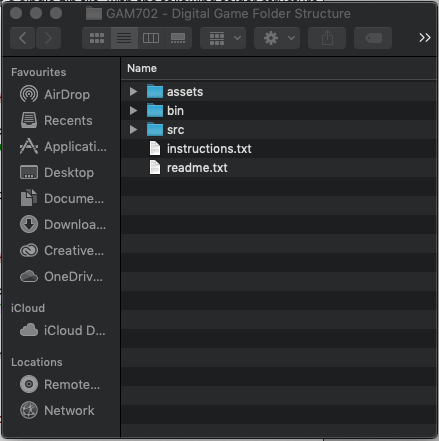 GAM702 - Digital Game Folder Structure
Favourites
AirDrop
Recents
Applicati...
Desktop
Docume...
Downloa...
Creative...
OneDriv...
iCloud
iCloud D...
Locations
Remote...
Network
Name
assets
bin
src
instructions.txt
readme.txt